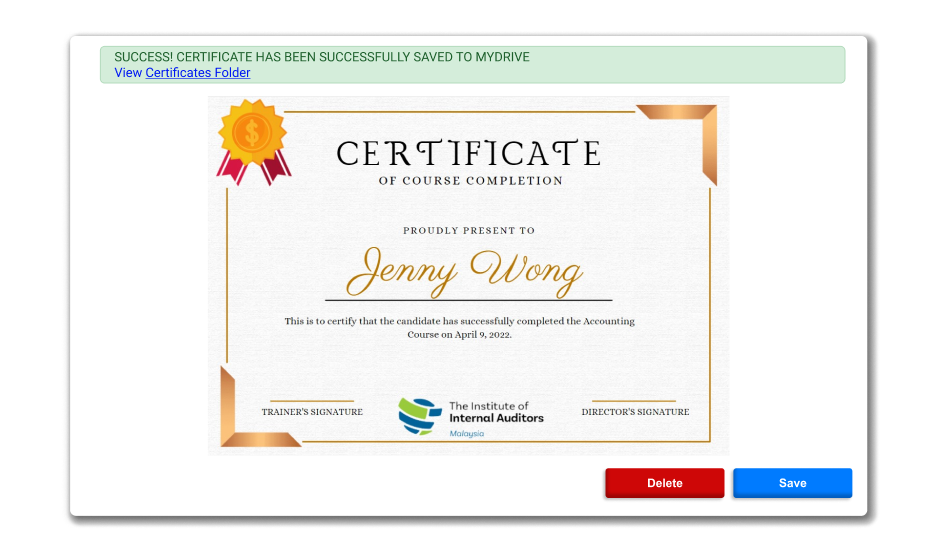 SUCCESS! CERTIFICATE HAS BEEN SUCCESSFULLY SAVED TO MYDRIVE
View Certificates Folder
$
CERTIFICATE
OF COURSE COMPLETION
PROUDLY PRESENT TO
Jenny Wong
This is to certify that the candidate has successfully completed the Accounting
Course on April 9, 2022.
TRAINER'S SIGNATURE
The Institute of
Internal Auditors
Malaysia
DIRECTOR'S SIGNATURE
Delete
Save